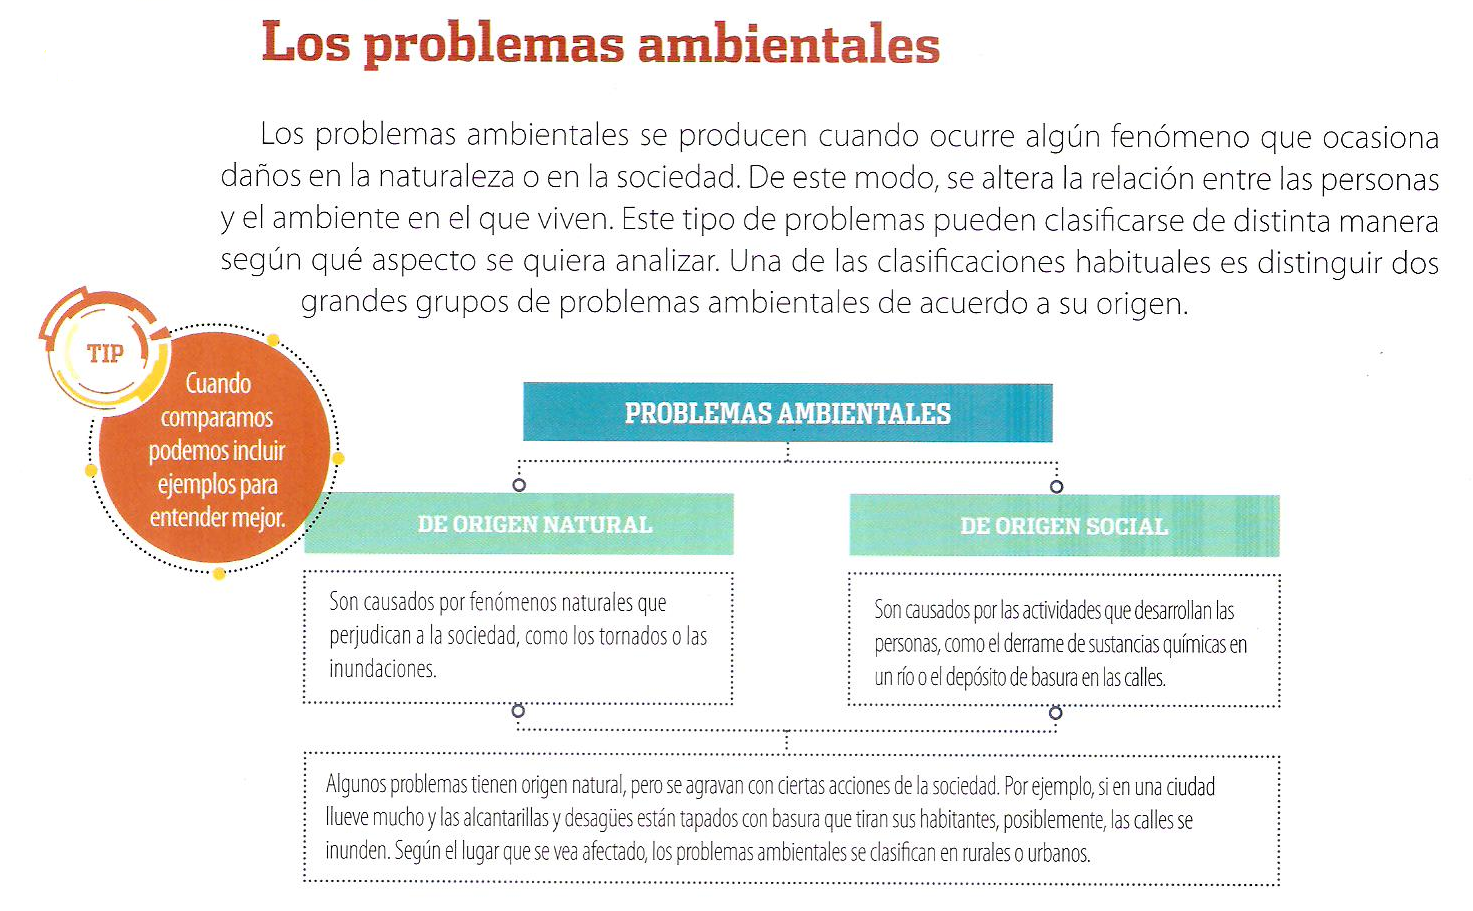 Los problemas ambientales
Los problemas ambientales se producen cuando ocurre algún fenómeno que ocasiona
daños en la naturaleza o en la sociedad. De este modo, se altera la relación entre las personas
y el ambiente en el que viven. Este tipo de problemas pueden clasificarse de distinta manera
según qué aspecto se quiera analizar. Una de las clasificaciones habituales es distinguir dos
grandes grupos de problemas ambientales de acuerdo a su origen.
TIP
Cuando
comparamos
podemos incluir
ejemplos para
entender mejor.
PROBLEMAS AMBIENTALES
DE ORIGEN NATURAL
Son causados por fenómenos naturales que
perjudican a la sociedad, como los tornados o las
inundaciones.
DE ORIGEN SOCIAL
Son causados por las actividades que desarrollan las
personas, como el derrame de sustancias químicas en
un río o el depósito de basura en las calles.
Algunos problemas tienen origen natural, pero se agravan con ciertas acciones de la sociedad. Por ejemplo, si en una ciudad
llueve mucho y las alcantarillas y desagües están tapados con basura que tiran sus habitantes, posiblemente, las calles se
inunden. Según el lugar que se vea afectado, los problemas ambientales se clasifican en rurales o urbanos.